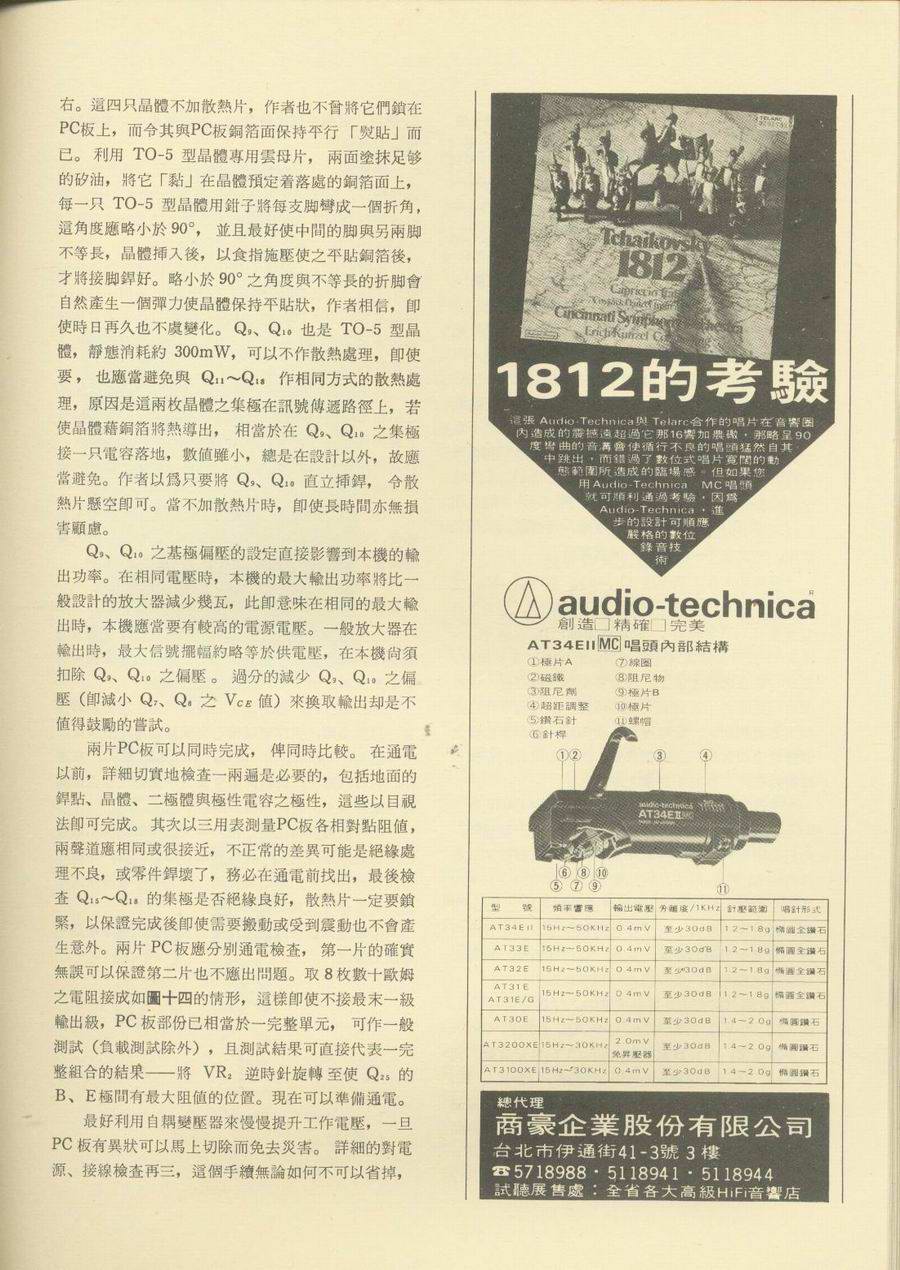 右。這四只晶體不加散熱片，作者也不曾將它們鎖在
PC板上，而令其與PC板銅箔面保持平行「熨貼」而
已。利用 TO-5 型晶體專用雲母片， 兩面塗抹足够
的矽油，將它「黏」在晶體預定着落處的銅箔面上，
每一只 TO-5 型晶體用鉗子將每支脚彎成一個折角，
這角度應略小於90°， 並且最好使中間的脚與另兩脚
不等長，晶體揷入後，以食指施壓使之平貼銅箔後，
才將接脚銲好。略小於90°之角度與不等長的折脚會
自然產生一個彈力使晶體保持平貼狀，作者相信，卽
使時日再久也不虞變化。Q₉、Q₁₀ 也是 TO-5 型晶
體，靜態消耗約 300mW，可以不作散熱處理，卽使
要，也應當避免與 Q₁₁～Q₁₈ 作相同方式的散熱處
理，原因是這兩枚晶體之集極在訊號傳遞路徑上，若
使晶體藉銅箔將熱導出， 相當於在 Q₉、Q₁₀ 之集極
接一只電容落地，數值雖小，總是在設計以外，故應
當避免。作者以爲只要將 Q₉、Q₁₀ 直立揷銲， 令散
熱片懸空卽可。當不加散熱片時，卽使長時間亦無損
害顧慮。
Q₉、Q₁₀ 之基極偏壓的設定直接影響到本機的輸
出功率。在相同電壓時，本機的最大輸出功率將比一
般設計的放大器減少幾瓦，此卽意味在相同的最大輸
出時，本機應當要有較高的電源電壓。一般放大器在
輸出時，最大信號擺幅約略等於供電壓，在本機尙須
扣除 Q₉、Q₁₀ 之偏壓 。 過分的減少 Q₉、Q₁₀ 之偏
壓（卽減小 Q₇、Q₈ 之 VCE 值）來換取輸出却是不
值得鼓勵的嘗試。
兩片PC板可以同時完成， 俾同時比較。 在通電
以前，詳細切實地檢查一兩遍是必要的，包括地面的
銲點、晶體、二極體與極性電容之極性，這些以目視
法卽可完成。其次以三用表測量PC板各相對點阻值，
兩聲道應相同或很接近，不正常的差異可能是絕緣處
理不良，或零件銲壞了，務必在通電前找出，最後檢
查 Q₁₅～Q₁₈ 的集極是否絕緣良好，散熱片一定要鎖
緊，以保證完成後卽使需要搬動或受到震動也不會產
生意外。兩片PC板應分別通電檢查， 第一片的確實
無誤可以保證第二片也不應出問題。取8枚數十歐姆
之電阻接成如圖十四的情形，這樣卽使不接最末一級
輸出級，PC板部份已相當於一完整單元， 可作一般
測試（負載測試除外），且測試結果可直接代表一完
整組合的結果——將 VR₂ 逆時針旋轉至使 Q₂₅ 的
B、E極間有最大阻值的位置。現在可以準備通電。
最好利用自耦變壓器來慢慢提升工作電壓，一旦
PC板有異狀可以馬上切除而免去災害。 詳細的對電
源、接線檢查再三，這個手續無論如何不可以省掉，
TELARC
Tchaikovsky
1812
Capriccio Italien
Cincinnati Symphony Orchestra
Erich Kunzel
1812的考驗
這張 Audio-Technica與 Telarc合作的唱片在音響圈
內造成的震撼遠超過它那16響加農礮，那略呈90
度彎曲的音溝會使循行不良的唱頭猛然自其
中跳出，而錯過了數位式唱片寬闊的動
態範圍所造成的臨場感。但如果您
用Audio-Technica MC唱頭
就可順利通過考驗，因爲
Audio-Technica，進
步的設計可順應
嚴格的數位
錄音技
術
audio-technica
創造□精確□完美
AT34EII MC 唱頭內部結構
①極片A ⑦線圈
②磁鐵 ⑧阻尼物
③阻尼劑 ⑨極片B
④超距調整 ⑩極片
⑤鑽石針 ⑪螺帽
⑥針桿
①② ③ ④
audio-technica
AT34EII MC
MADE IN JAPAN
⑤ ⑥ ⑦ ⑧ ⑨ ⑩ ⑪
型 號 頻率響應 輸出電壓 分離度/1KHz 針壓範圍 唱針形式
AT34EII 15Hz～50KHz 0.4mV 至少30dB 1.2～1.8g 橢圓全鑽石
AT33E 15Hz～50KHz 0.4mV 至少30dB 1.2～1.8g 橢圓全鑽石
AT32E 15Hz～50KHz 0.4mV 至少30dB 1.2～1.8g 橢圓全鑽石
AT31E AT31E/G 15Hz～50KHz 0.4mV 至少30dB 1.2～1.8g 橢圓全鑽石
AT30E 15Hz～50KHz 0.4mV 至少30dB 1.4～2.0g 橢圓鑽石
AT3200XE 15Hz～30KHz 2.0mV 免昇壓器 至少30dB 1.4～2.0g 橢圓鑽石
AT3100XE 15Hz～30KHz 0.4mV 至少30dB 1.4～2.0g 橢圓鑽石
總代理
商豪企業股份有限公司
台北市伊通街41-3號3樓
☎5718988・5118941・5118944
試聽展售處：全省各大高級HiFi音響店